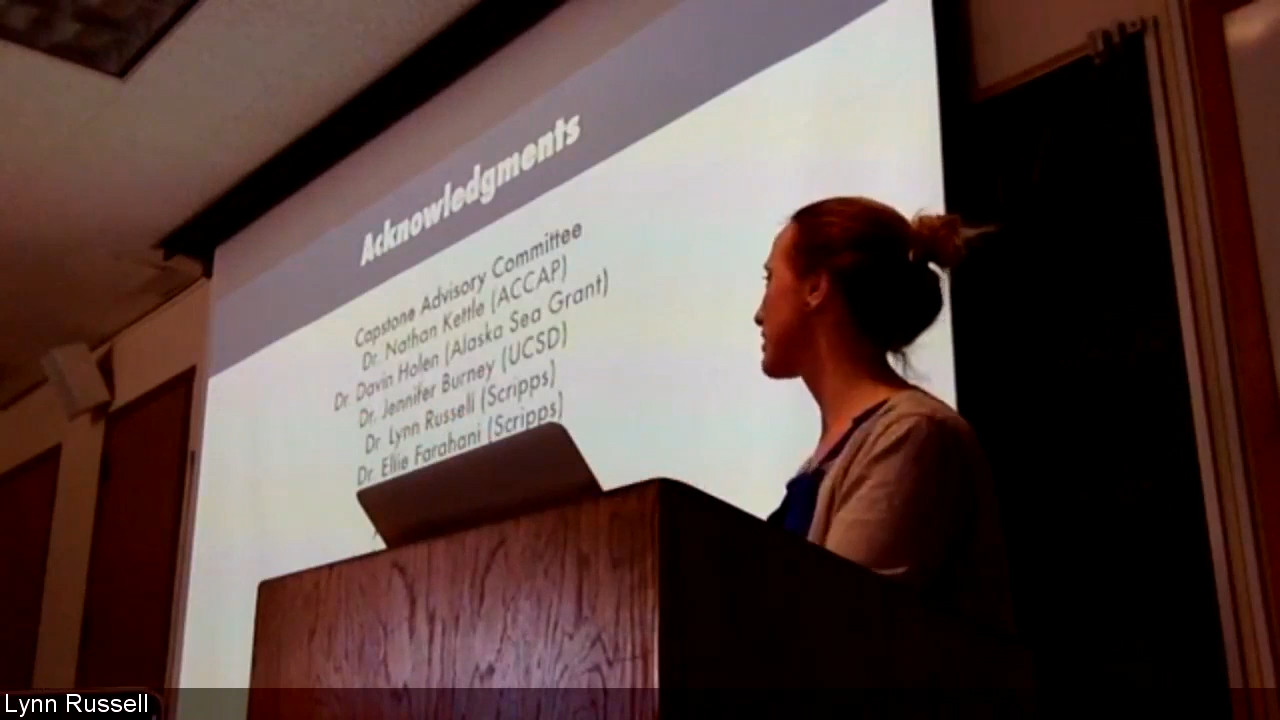 Acknowledgments
Capstone Advisory Committee
Dr. Nathan Kettle (ACCAP)
Dr. Davin Holen (Alaska Sea Grant)
Dr. Jennifer Burney (UCSD)
Dr. Lynn Russell (Scripps)
Dr. Ellie Farahani (Scripps)
Lynn Russell